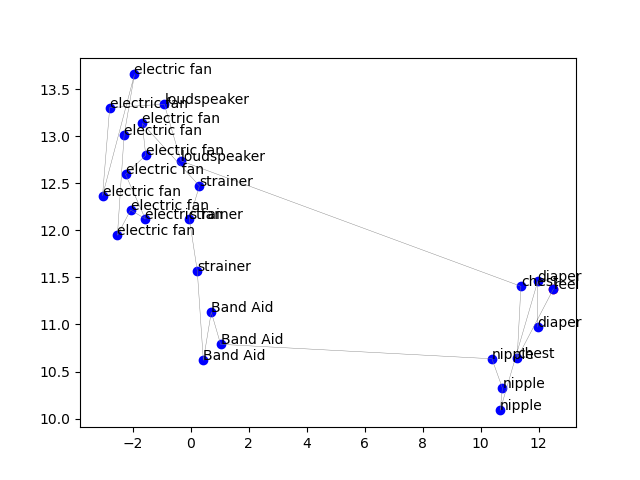 electric fan
13.5
electric fan
loudspeaker
electric fan
13.0
electric fan
electric fan
loudspeaker
electric fan
12.5
strainer
electric fan
electric fan
electric fan
strainer
12.0
electric fan
strainer
11.5
chest
diaper
Band Aid
11.0
diaper
Band Aid
Band Aid
nipple
chest
10.5
nipple
nipple
10.0
−2
0
2
4
6
8
10
12